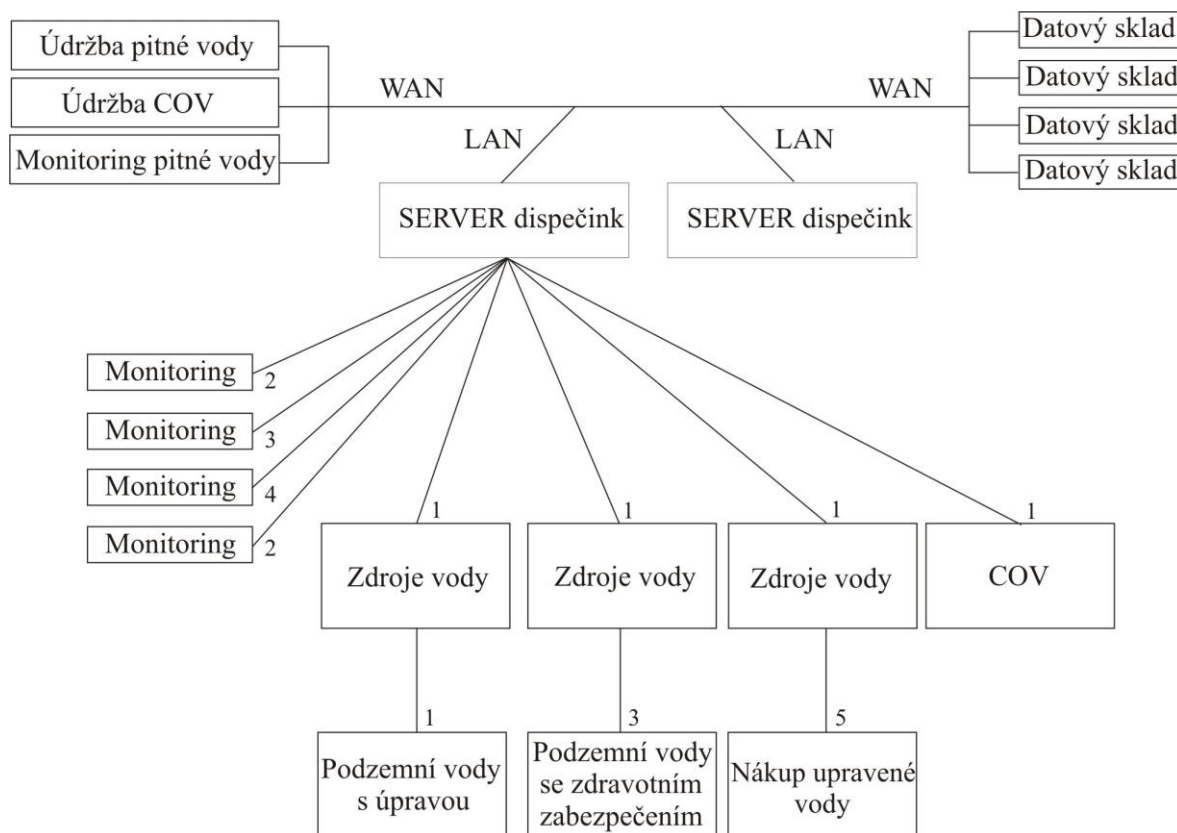 Údržba pitné vody
Údržba COV
Monitoring pitné vody
WAN
WAN
Datový sklad
Datový sklad
Datový sklad
Datový sklad
LAN
LAN
SERVER dispečink
SERVER dispečink
Monitoring
2
Monitoring
3
Monitoring
4
Monitoring
2
1
1
1
1
Zdroje vody
Zdroje vody
Zdroje vody
COV
1
3
5
Podzemní vody
s úpravou
Podzemní vody
se zdravotním
zabezpečením
Nákup upravené
vody